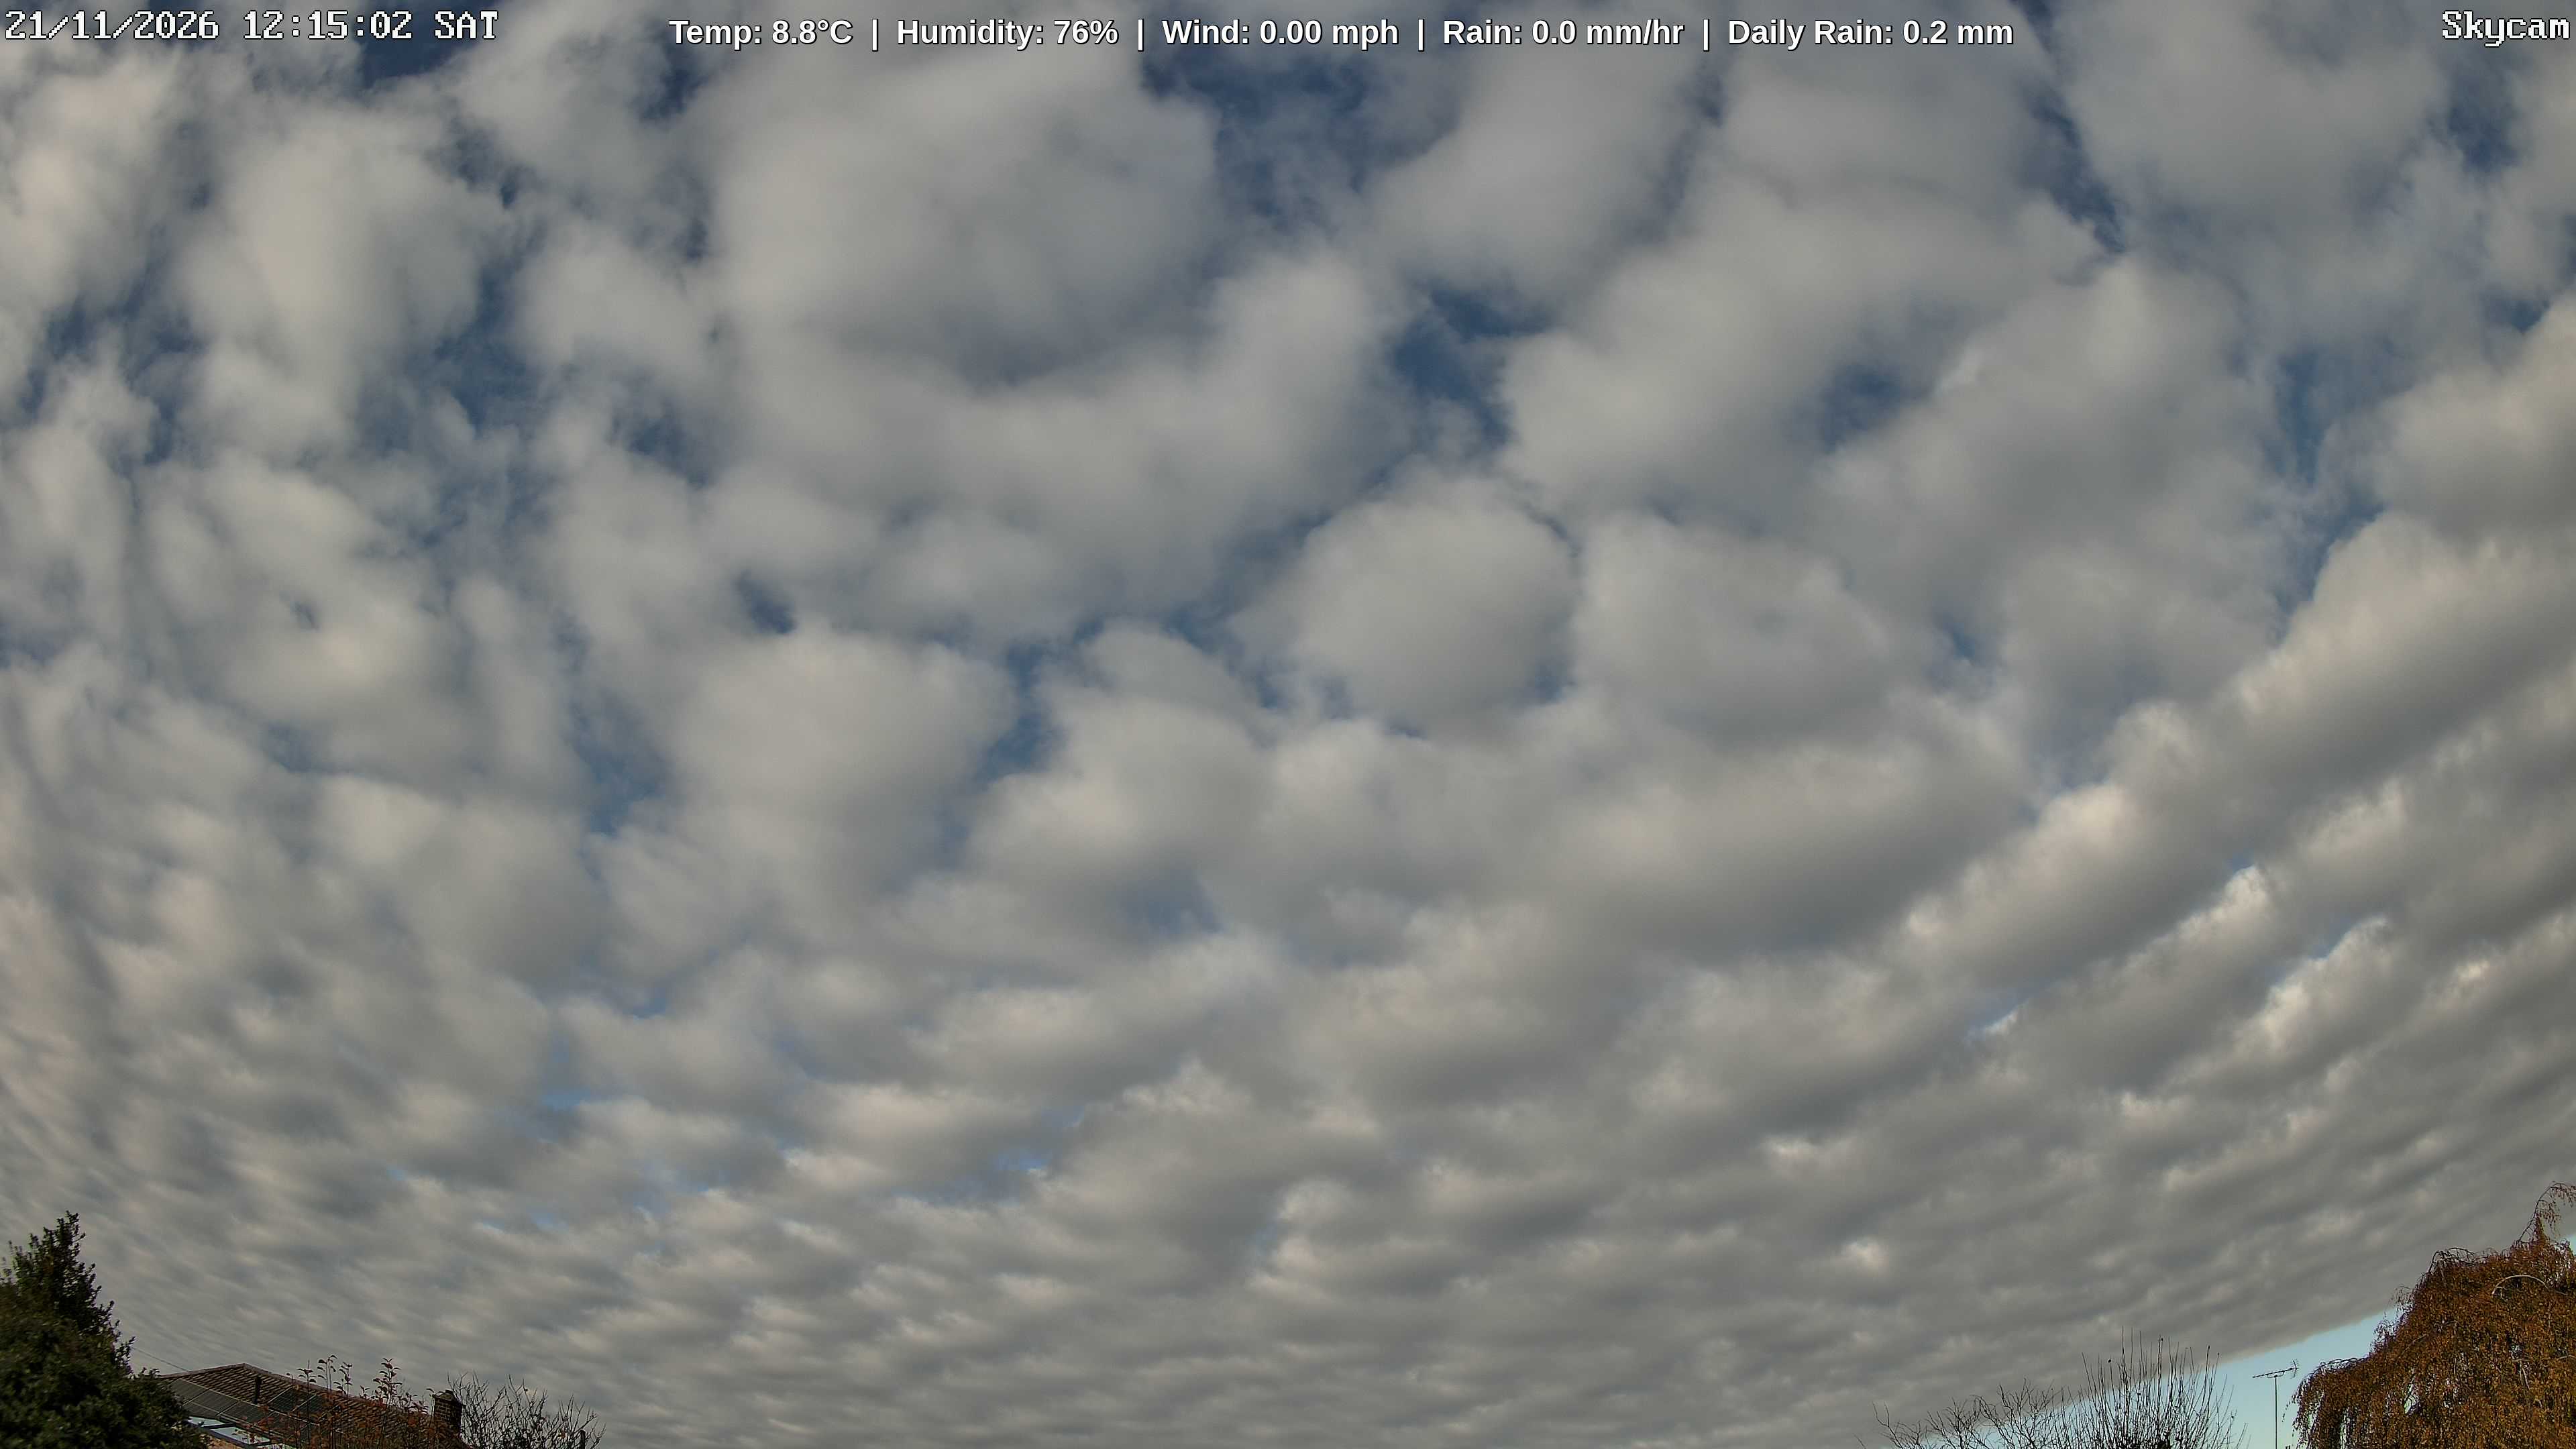 21/11/2026 12:15:02 SAT
Temp: 8.8°C | Humidity: 76% | Wind: 0.00 mph | Rain: 0.0 mm/hr | Daily Rain: 0.2 mm
Skycam